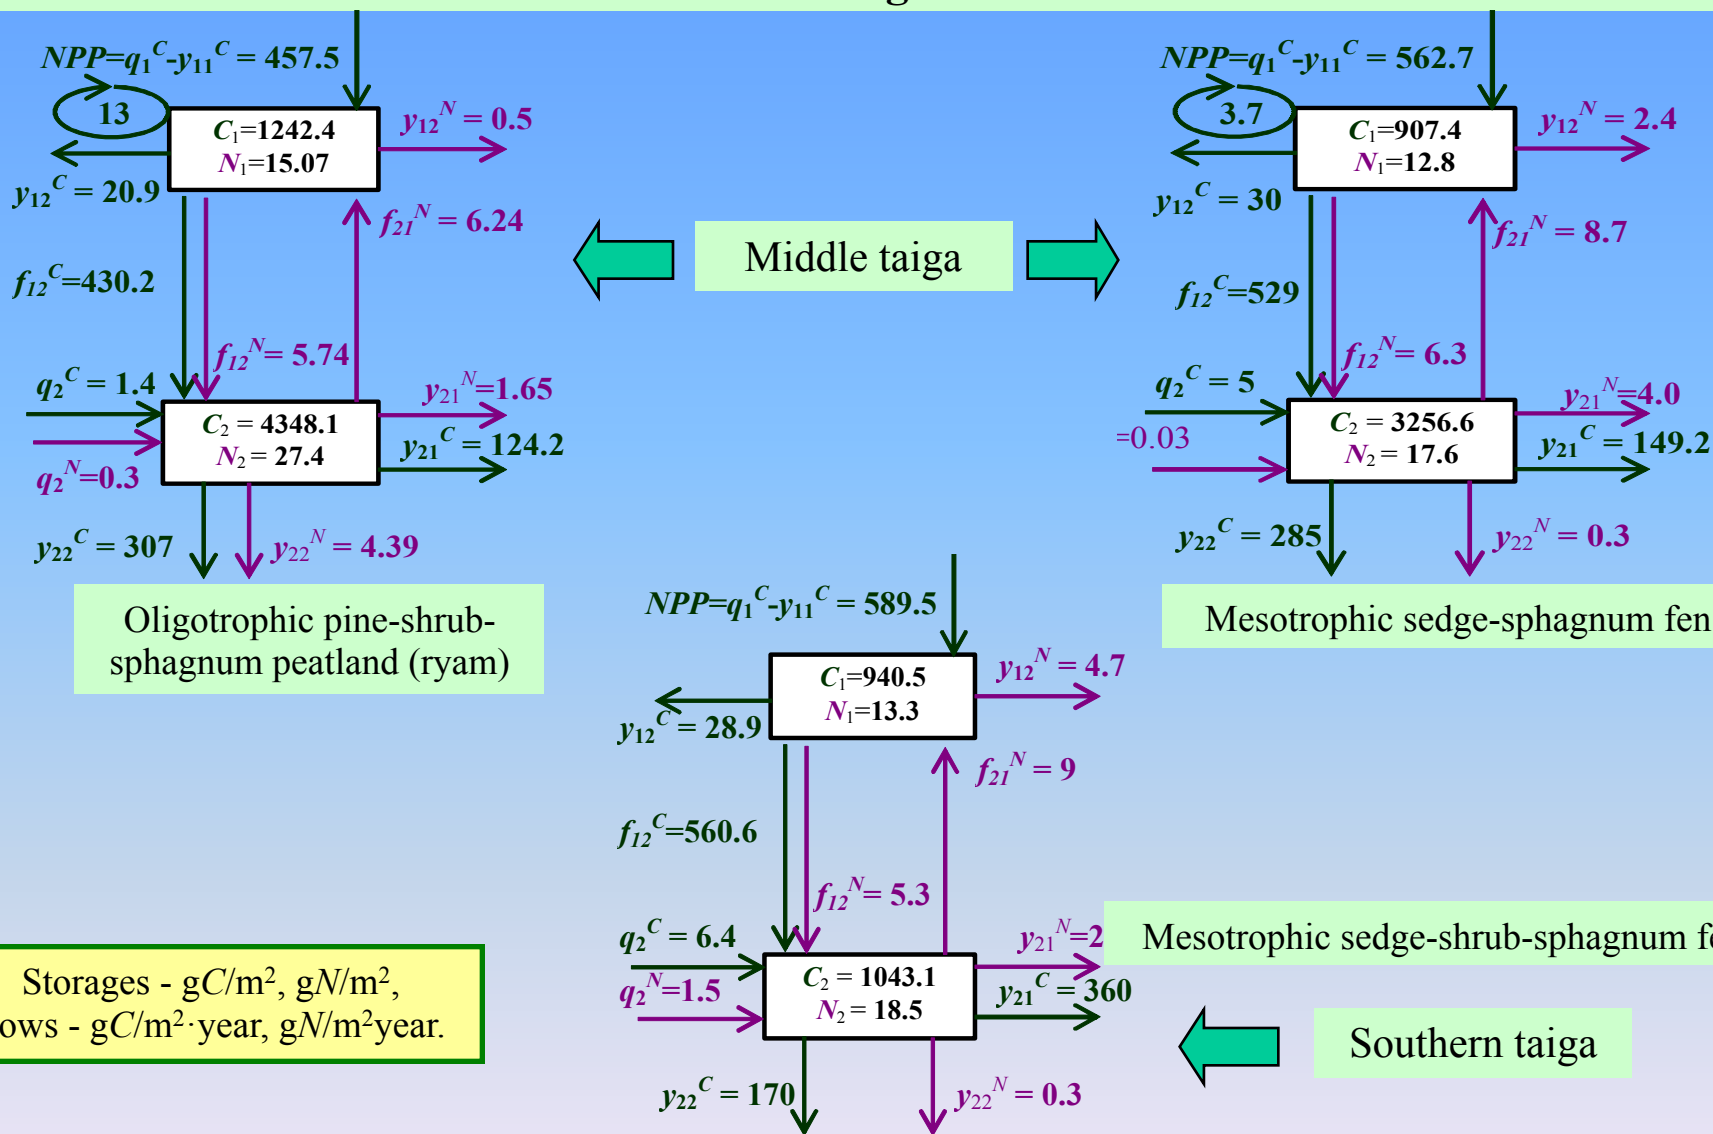 NPP=q₁ᶜ-y₁₁ᶜ = 457.5
13
C₁=1242.4
N₁=15.07
y₁₂ᴺ = 0.5
y₁₂ᶜ = 20.9
f₂₁ᴺ = 6.24
f₁₂ᶜ=430.2
f₁₂ᴺ= 5.74
q₂ᶜ = 1.4
C₂ = 4348.1
N₂ = 27.4
y₂₁ᴺ=1.65
y₂₁ᶜ = 124.2
q₂ᴺ=0.3
y₂₂ᶜ = 307
y₂₂ᴺ = 4.39
Oligotrophic pine-shrub-
sphagnum peatland (ryam)
Middle taiga
NPP=q₁ᶜ-y₁₁ᶜ = 562.7
3.7
C₁=907.4
N₁=12.8
y₁₂ᴺ = 2.4
y₁₂ᶜ = 30
f₂₁ᴺ = 8.7
f₁₂ᶜ=529
f₁₂ᴺ= 6.3
q₂ᶜ = 5
=0.03
C₂ = 3256.6
N₂ = 17.6
y₂₁ᴺ=4.0
y₂₁ᶜ = 149.2
y₂₂ᶜ = 285
y₂₂ᴺ = 0.3
Mesotrophic sedge-sphagnum fen
NPP=q₁ᶜ-y₁₁ᶜ = 589.5
C₁=940.5
N₁=13.3
y₁₂ᴺ = 4.7
y₁₂ᶜ = 28.9
f₂₁ᴺ = 9
f₁₂ᶜ=560.6
f₁₂ᴺ= 5.3
q₂ᶜ = 6.4
q₂ᴺ=1.5
C₂ = 1043.1
N₂ = 18.5
y₂₁ᴺ=2
y₂₁ᶜ = 360
y₂₂ᶜ = 170
y₂₂ᴺ = 0.3
Mesotrophic sedge-shrub-sphagnum
Southern taiga
Storages - gC/m², gN/m²,
ows - gC/m²·year, gN/m²year.